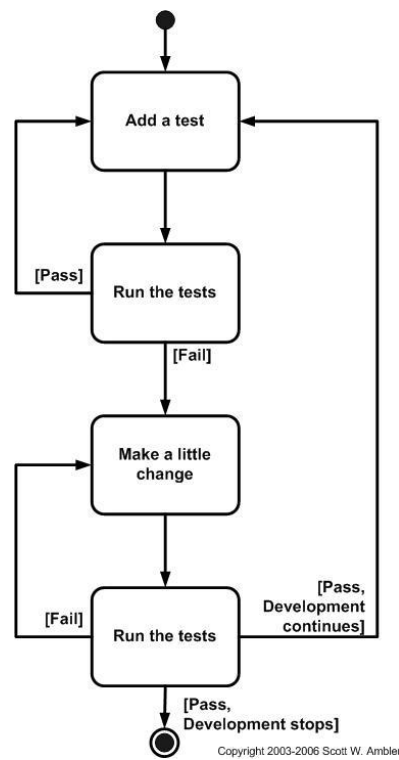 Add a test
[Pass]
Run the tests
[Fail]
Make a little
change
[Fail]
Run the tests
[Pass,
Development
continues]
[Pass,
Development stops]
Copyright 2003-2006 Scott W. Ambler